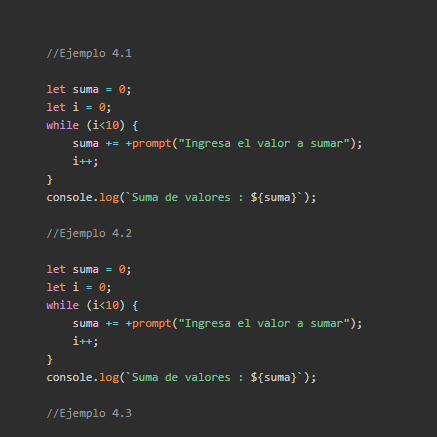 //Ejemplo 4.1
let suma = 0;
let i = 0;
while (i<10) {
    suma += +prompt("Ingresa el valor a sumar");
    i++;
}
console.log(`Suma de valores : ${suma}`);
//Ejemplo 4.2
let suma = 0;
let i = 0;
while (i<10) {
    suma += +prompt("Ingresa el valor a sumar");
    i++;
}
console.log(`Suma de valores : ${suma}`);
//Ejemplo 4.3